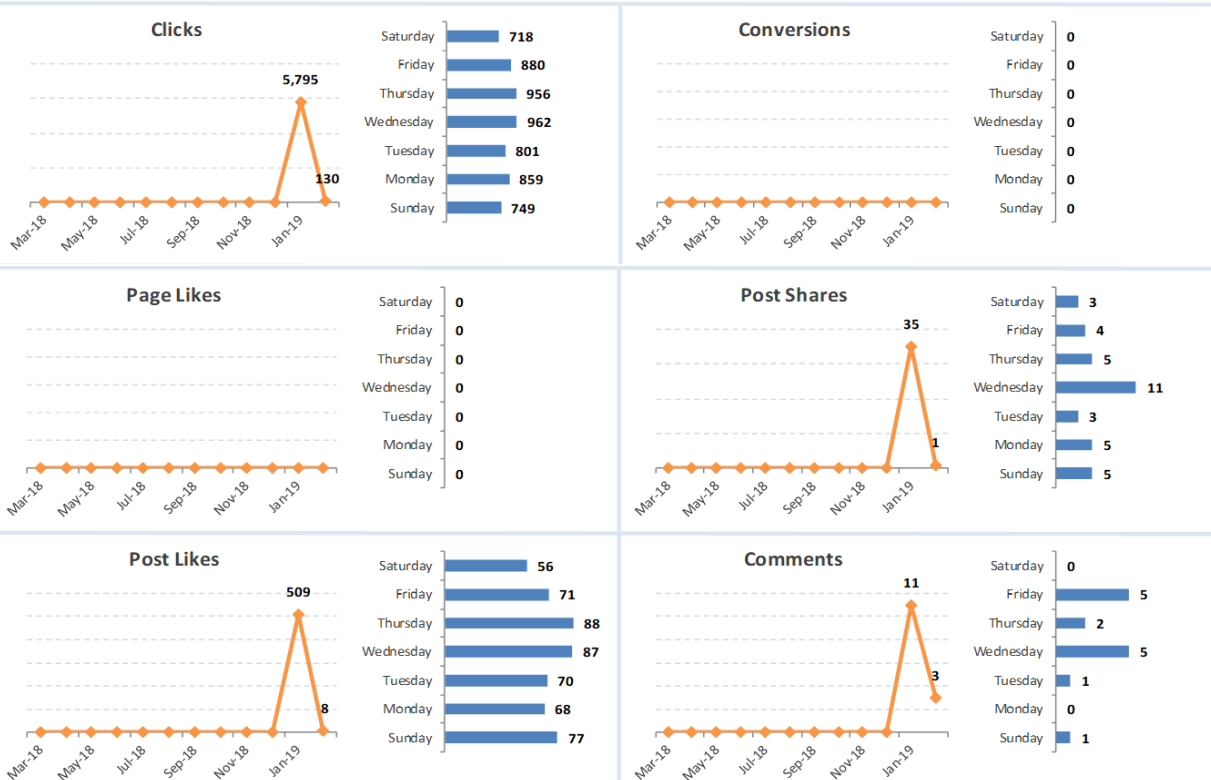 Clicks
5,795
130
Mar-18
May-18
Jul-18
Sep-18
Nov-18
Jan-19
Saturday 718
Friday 880
Thursday 956
Wednesday 962
Tuesday 801
Monday 859
Sunday 749
Conversions
Mar-18
May-18
Jul-18
Sep-18
Nov-18
Jan-19
Saturday 0
Friday 0
Thursday 0
Wednesday 0
Tuesday 0
Monday 0
Sunday 0
Page Likes
Mar-18
May-18
Jul-18
Sep-18
Nov-18
Jan-19
Saturday 0
Friday 0
Thursday 0
Wednesday 0
Tuesday 0
Monday 0
Sunday 0
Post Shares
35
1
Mar-18
May-18
Jul-18
Sep-18
Nov-18
Jan-19
Saturday 3
Friday 4
Thursday 5
Wednesday 11
Tuesday 3
Monday 5
Sunday 5
Post Likes
509
8
Mar-18
May-18
Jul-18
Sep-18
Nov-18
Jan-19
Saturday 56
Friday 71
Thursday 88
Wednesday 87
Tuesday 70
Monday 68
Sunday 77
Comments
11
3
Mar-18
May-18
Jul-18
Sep-18
Nov-18
Jan-19
Saturday 0
Friday 5
Thursday 2
Wednesday 5
Tuesday 1
Monday 0
Sunday 1